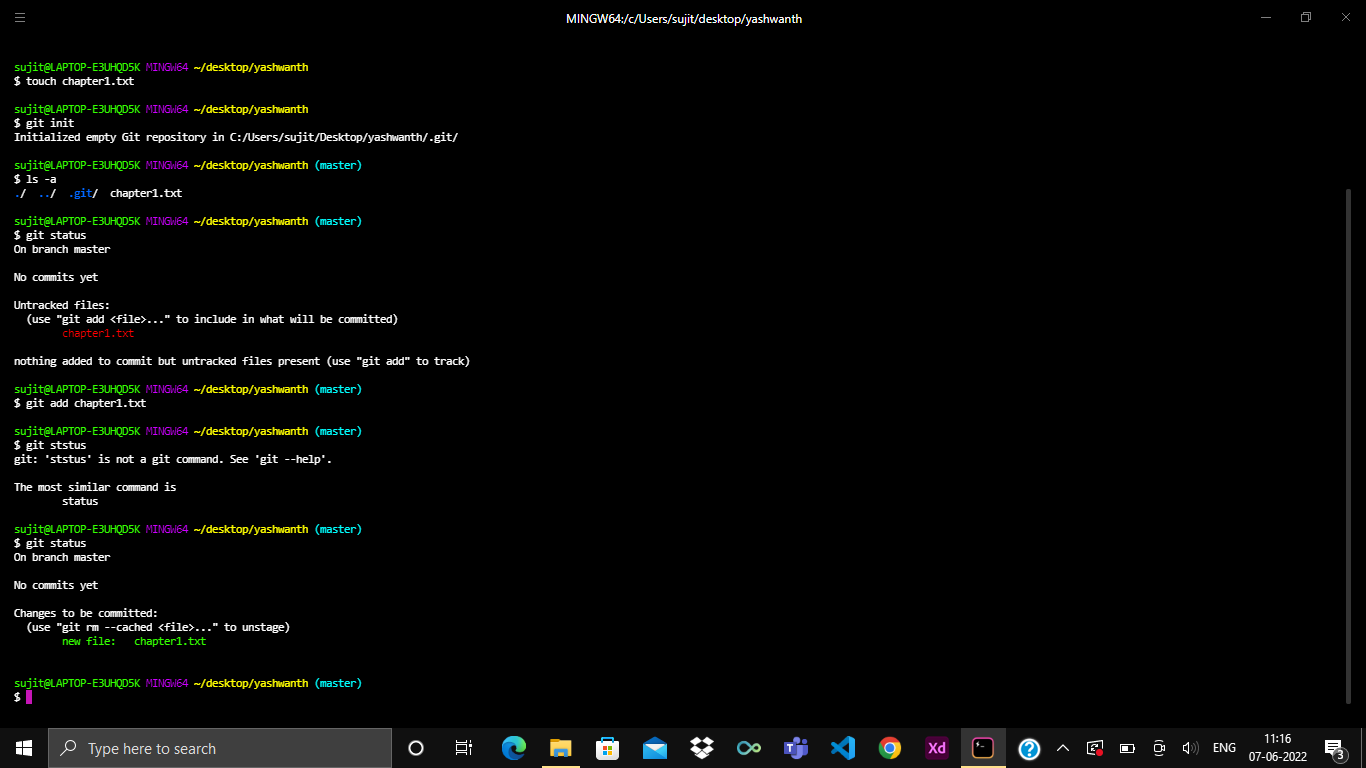 MINGW64:/c/Users/sujit/desktop/yashwanth
sujit@LAPTOP-E3UHQD5K MINGW64 ~/desktop/yashwanth
$ touch chapter1.txt
sujit@LAPTOP-E3UHQD5K MINGW64 ~/desktop/yashwanth
$ git init
Initialized empty Git repository in C:/Users/sujit/Desktop/yashwanth/.git/
sujit@LAPTOP-E3UHQD5K MINGW64 ~/desktop/yashwanth (master)
$ ls -a
./  ../  .git/  chapter1.txt
sujit@LAPTOP-E3UHQD5K MINGW64 ~/desktop/yashwanth (master)
$ git status
On branch master
No commits yet
Untracked files:
  (use "git add <file>..." to include in what will be committed)
        chapter1.txt
nothing added to commit but untracked files present (use "git add" to track)
sujit@LAPTOP-E3UHQD5K MINGW64 ~/desktop/yashwanth (master)
$ git add chapter1.txt
sujit@LAPTOP-E3UHQD5K MINGW64 ~/desktop/yashwanth (master)
$ git ststus
git: 'ststus' is not a git command. See 'git --help'.
The most similar command is
        status
sujit@LAPTOP-E3UHQD5K MINGW64 ~/desktop/yashwanth (master)
$ git status
On branch master
No commits yet
Changes to be committed:
  (use "git rm --cached <file>..." to unstage)
        new file:   chapter1.txt
sujit@LAPTOP-E3UHQD5K MINGW64 ~/desktop/yashwanth (master)
$
Type here to search
Xd
ENG
11:16
07-06-2022
3